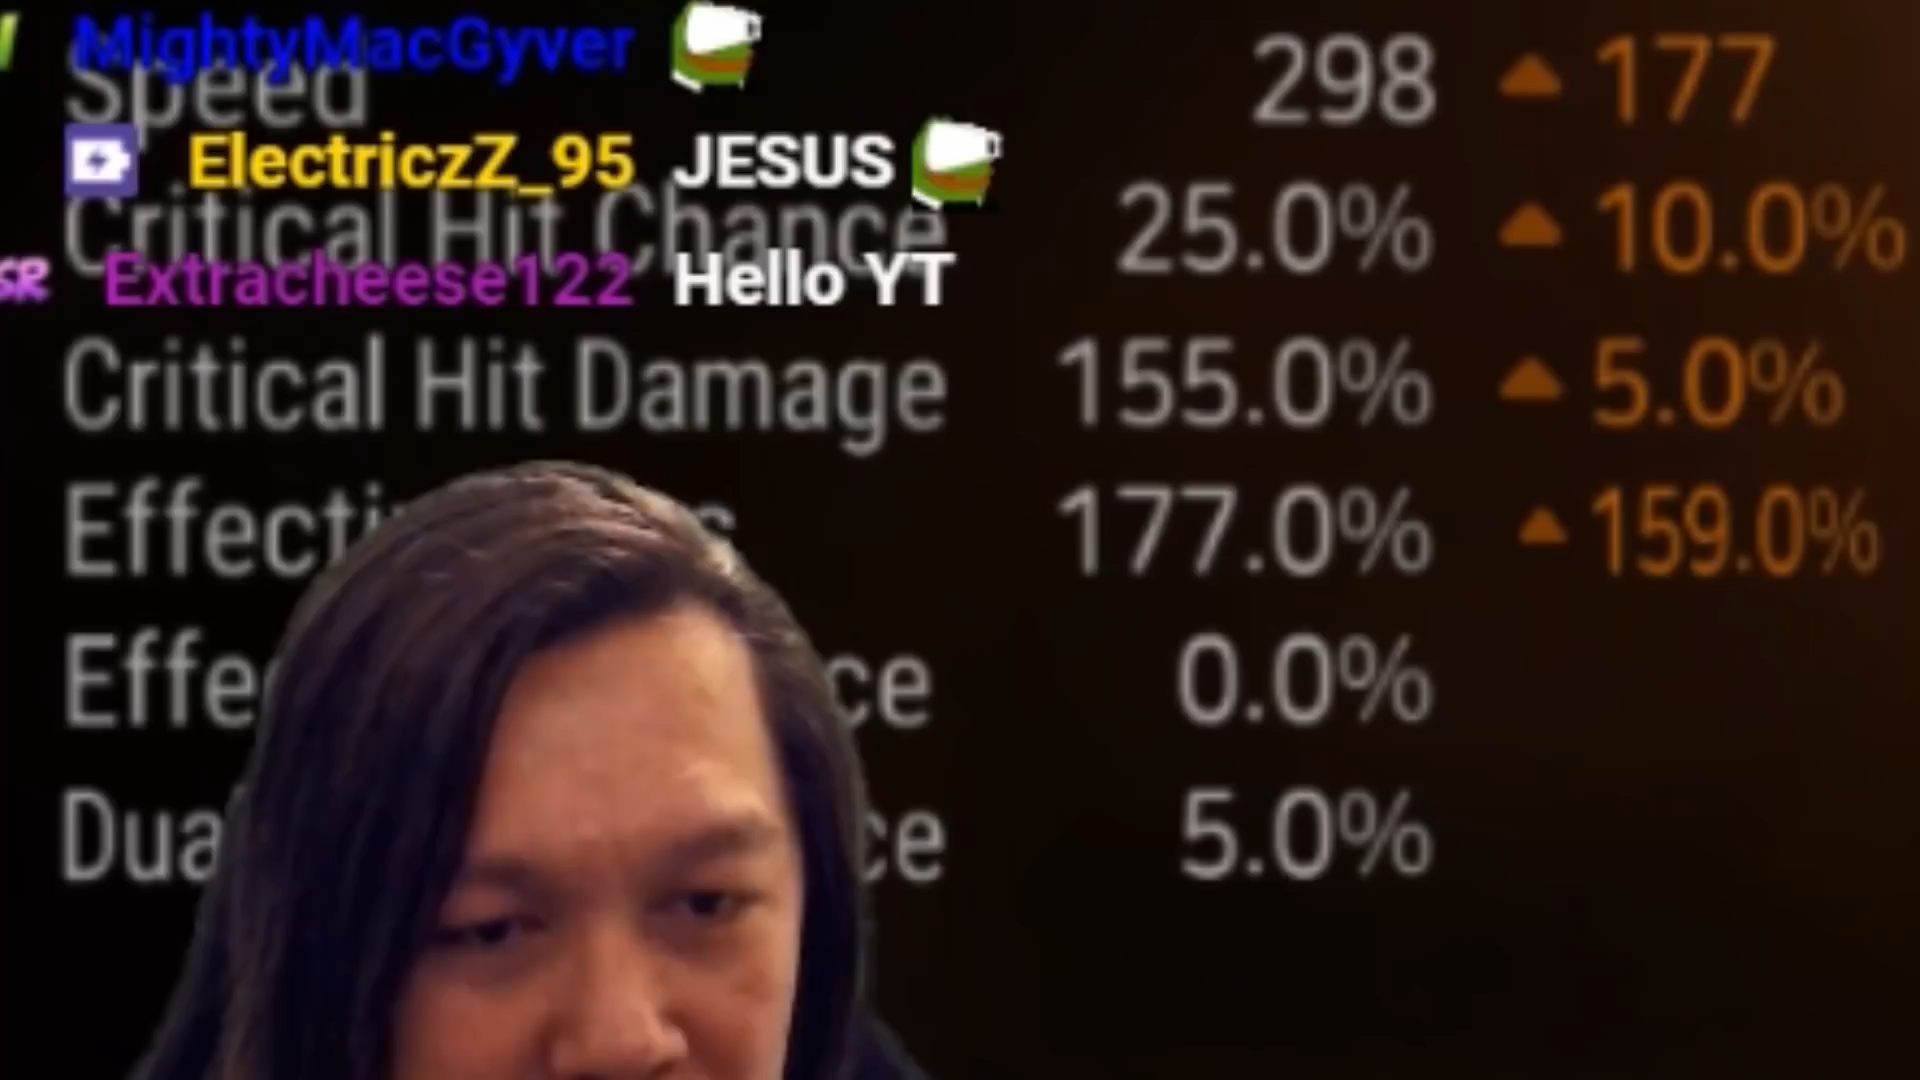 MightyMacGyver
Speed 298 177
ElectriczZ_95 JESUS
Critical Hit Chance 25.0% 10.0%
SR Extracheese122 Hello YT
Critical Hit Damage 155.0% 5.0%
177.0% 159.0%
0.0%
5.0%